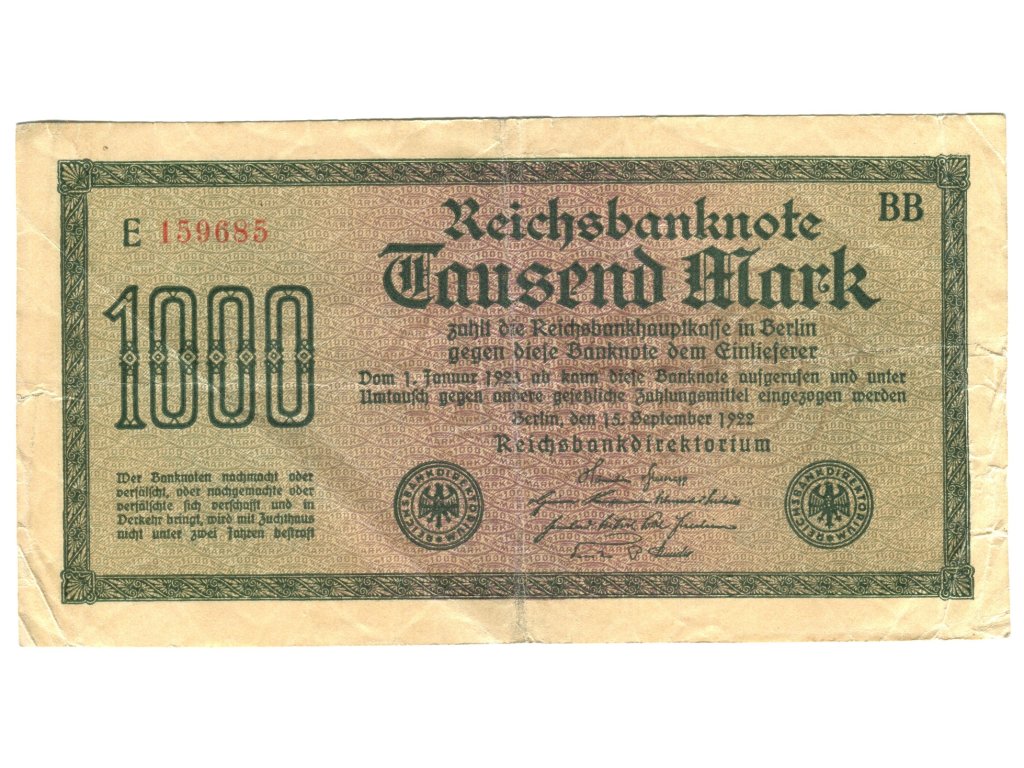 E 159685
BB
Reichsbanknote
Tausend Mark
1000
zahlt die Reichsbankhauptkasse in Berlin
gegen diese Banknote dem Einlieferer
Vom 1. Januar 1923 ab kann diese Banknote aufgerufen und unter
Umtausch gegen andere gesetzliche Zahlungsmittel eingezogen werden
Berlin, den 15. September 1922
Reichsbankdirektorium
Wer Banknoten nachmacht oder
verfälscht, oder nachgemachte oder
verfälschte sich verschafft und in
Verkehr bringt, wird mit Zuchthaus
nicht unter zwei Jahren bestraft
REICHSBANKDIREKTORIUM
REICHSBANKDIREKTORIUM